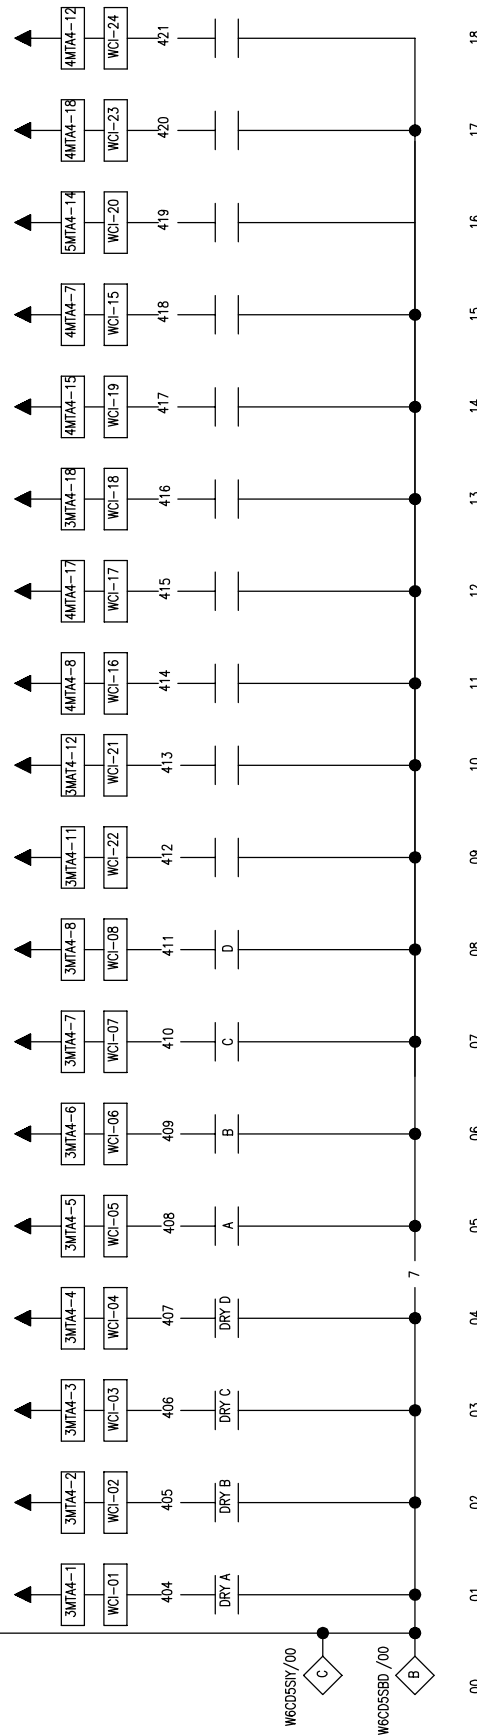 4MTA4-12 WCI-24 421 18
4MTA4-18 WCI-23 420 17
5MTA4-14 WCI-20 419 16
4MTA4-7 WCI-15 418 15
4MTA4-15 WCI-19 417 14
3MTA4-18 WCI-18 416 13
4MTA4-17 WCI-17 415 12
4MTA4-8 WCI-16 414 11
3MAT4-12 WCI-21 413 10
3MTA4-11 WCI-22 412 09
3MTA4-8 WCI-08 411 D 08
3MTA4-7 WCI-07 410 C 07
3MTA4-6 WCI-06 409 B 06
3MTA4-5 WCI-05 408 A 05
7
3MTA4-4 WCI-04 407 DRY D 04
3MTA4-3 WCI-03 406 DRY C 03
3MTA4-2 WCI-02 405 DRY B 02
3MTA4-1 WCI-01 404 DRY A 01
W6CD5SIY/00
C
W6CD5SBD /00
B
00